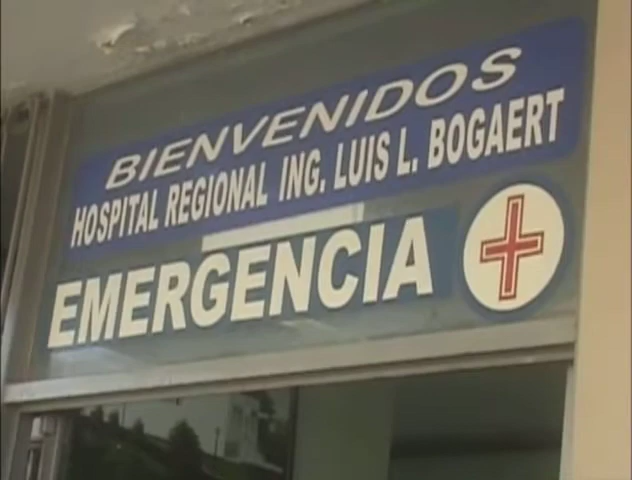 BIENVENIDOS
HOSPITAL REGIONAL ING. LUIS L. BOGAERT
EMERGENCIA